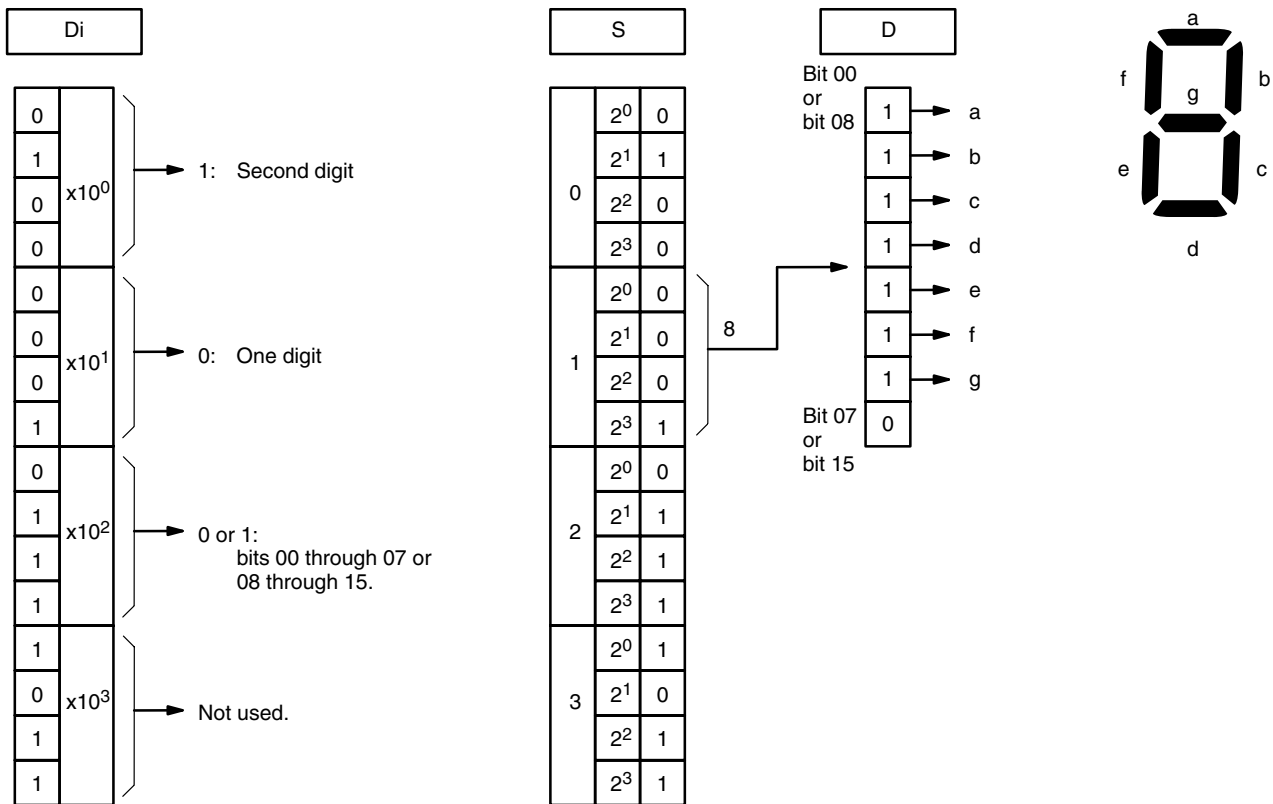 Di
S
D
0
1
0
0
x10⁰
1: Second digit
0
0
0
1
x10¹
0: One digit
0
1
1
1
x10²
0 or 1:
bits 00 through 07 or
08 through 15.
1
0
1
1
x10³
Not used.
0
2⁰ 0
2¹ 1
2² 0
2³ 0
1
2⁰ 0
2¹ 0
2² 0
2³ 1
8
2
2⁰ 0
2¹ 1
2² 1
2³ 1
3
2⁰ 1
2¹ 0
2² 1
2³ 1
Bit 00
or
bit 08
1 a
1 b
1 c
1 d
1 e
1 f
1 g
0
Bit 07
or
bit 15
a
f
b
g
e
c
d